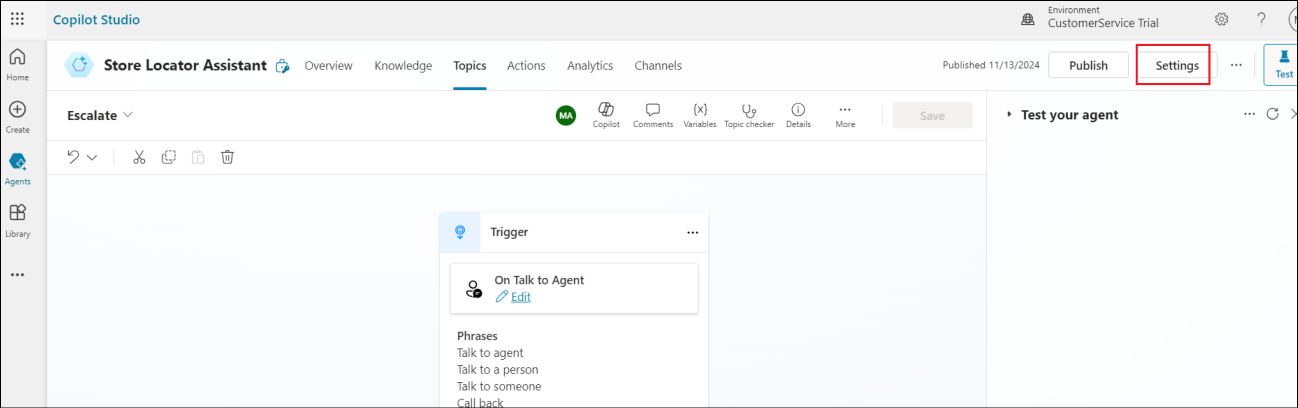 Copilot Studio
Environment
CustomerService Trial
Store Locator Assistant
Overview
Knowledge
Topics
Actions
Analytics
Channels
Published 11/13/2024
Publish
Settings
Test
Home
Create
Agents
Library
Escalate
MA
Copilot
Comments
{x}
Variables
Topic checker
Details
More
Save
Test your agent
Trigger
On Talk to Agent
Edit
Phrases
Talk to agent
Talk to a person
Talk to someone
Call back